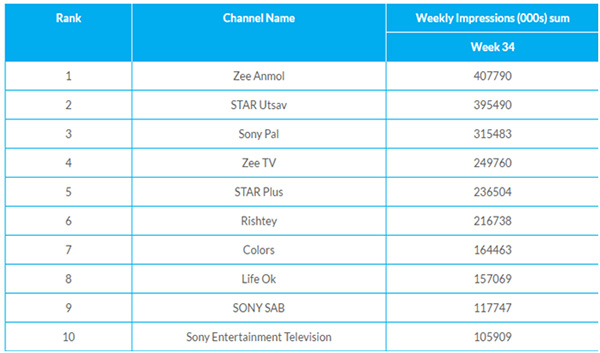 Rank Channel Name Weekly Impressions (000s) sum
Week 34
1 Zee Anmol 407790
2 STAR Utsav 395490
3 Sony Pal 315483
4 Zee TV 249760
5 STAR Plus 236504
6 Rishtey 216738
7 Colors 164463
8 Life Ok 157069
9 SONY SAB 117747
10 Sony Entertainment Television 105909